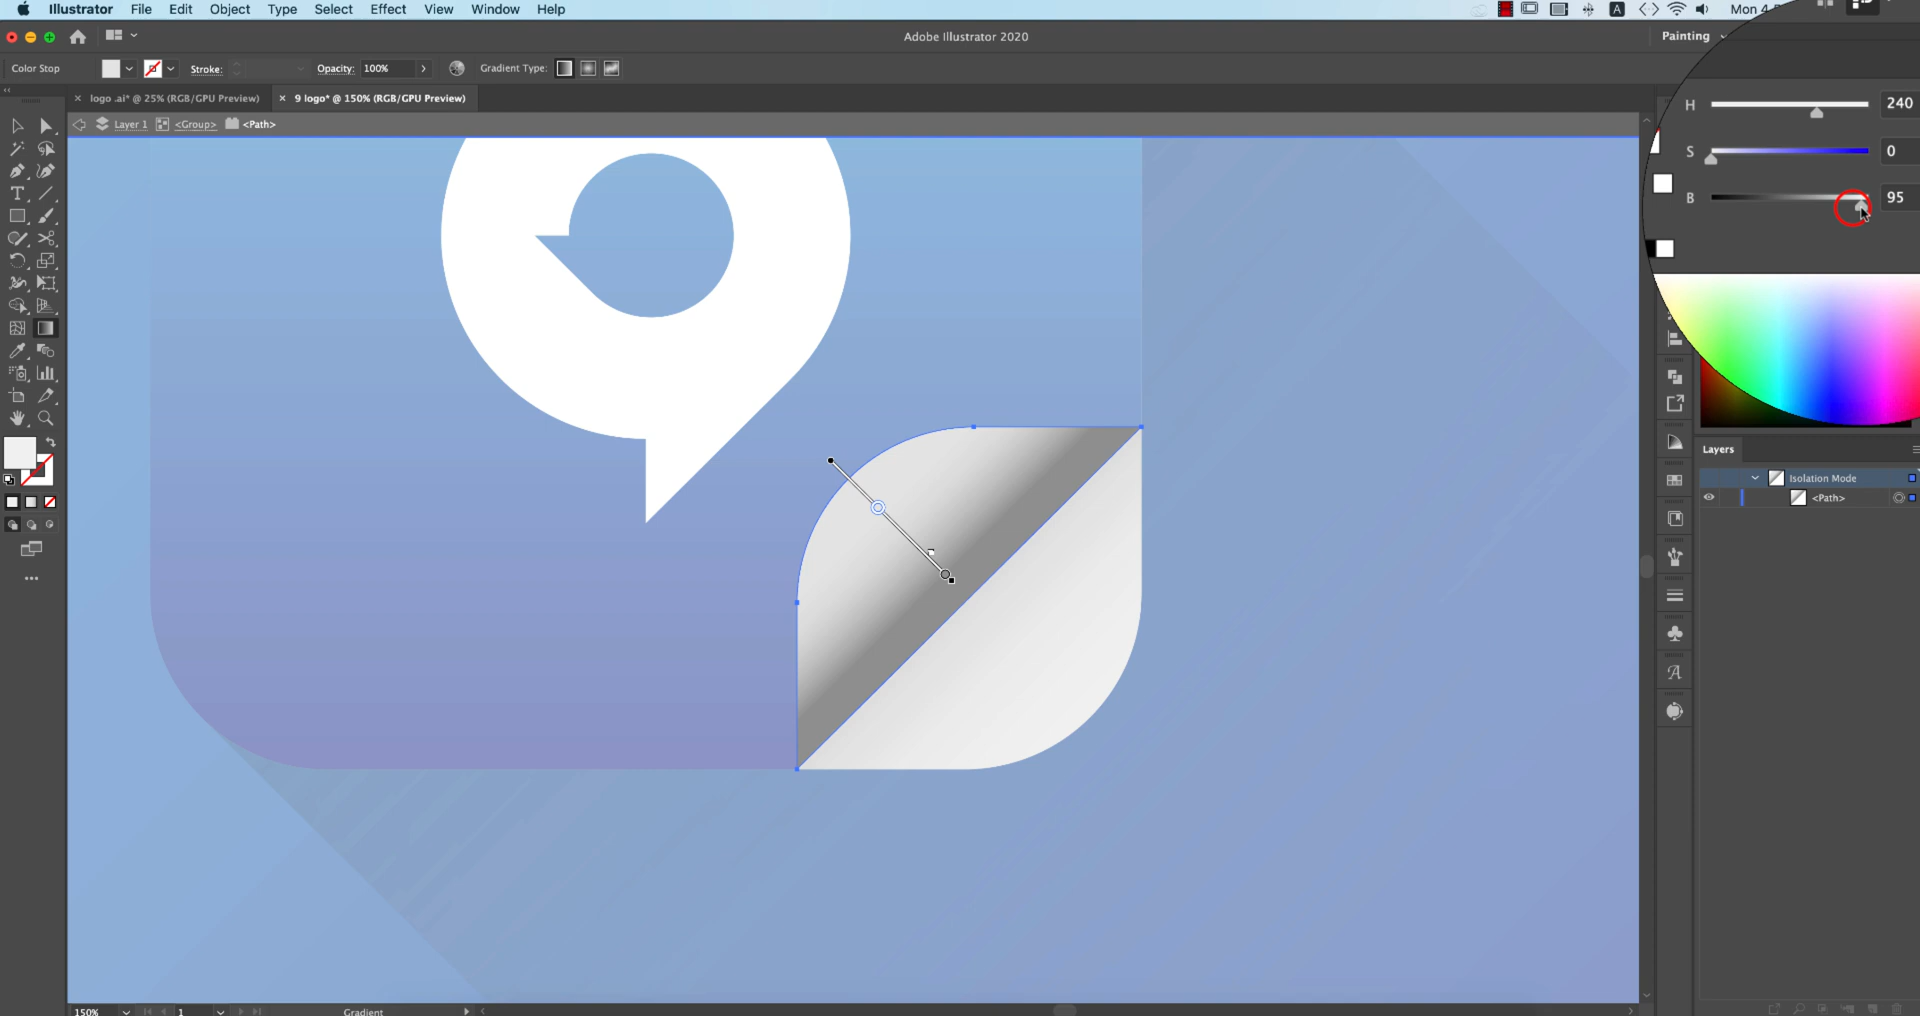 Illustrator File Edit Object Type Select Effect View Window Help
A
Mon 4
Adobe Illustrator 2020
Painting
Color Stop
Stroke:
Opacity: 100%
Gradient Type:
logo .ai* @ 25% (RGB/GPU Preview)
9 logo* @ 150% (RGB/GPU Preview)
Layer 1 <Group> <Path>
H 240
S 0
B 95
Layers
Isolation Mode
<Path>
150% 1 Gradient